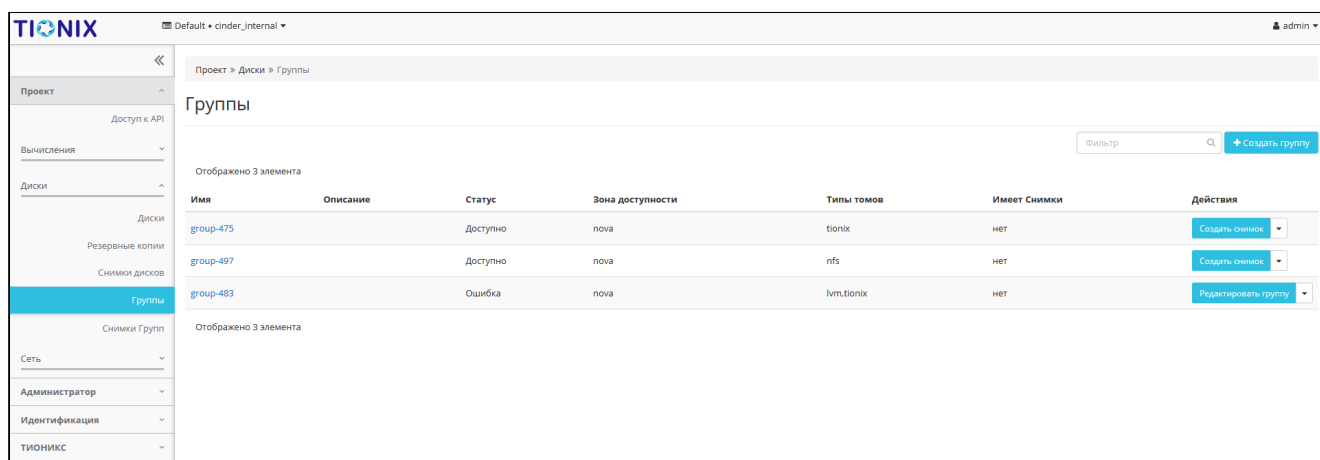 TIONIX
Default • cinder_internal
admin
Проект » Диски » Группы
Проект
Доступ к API
Вычисления
Диски
Диски
Резервные копии
Снимки дисков
Группы
Снимки Групп
Сеть
Администратор
Идентификация
ТИОНИКС
Группы
Фильтр
+ Создать группу
Отображено 3 элемента
Имя Описание Статус Зона доступности Типы томов Имеет Снимки Действия
group-475 Доступно nova tionix нет Создать снимок
group-497 Доступно nova nfs нет Создать снимок
group-483 Ошибка nova lvm,tionix нет Редактировать группу
Отображено 3 элемента